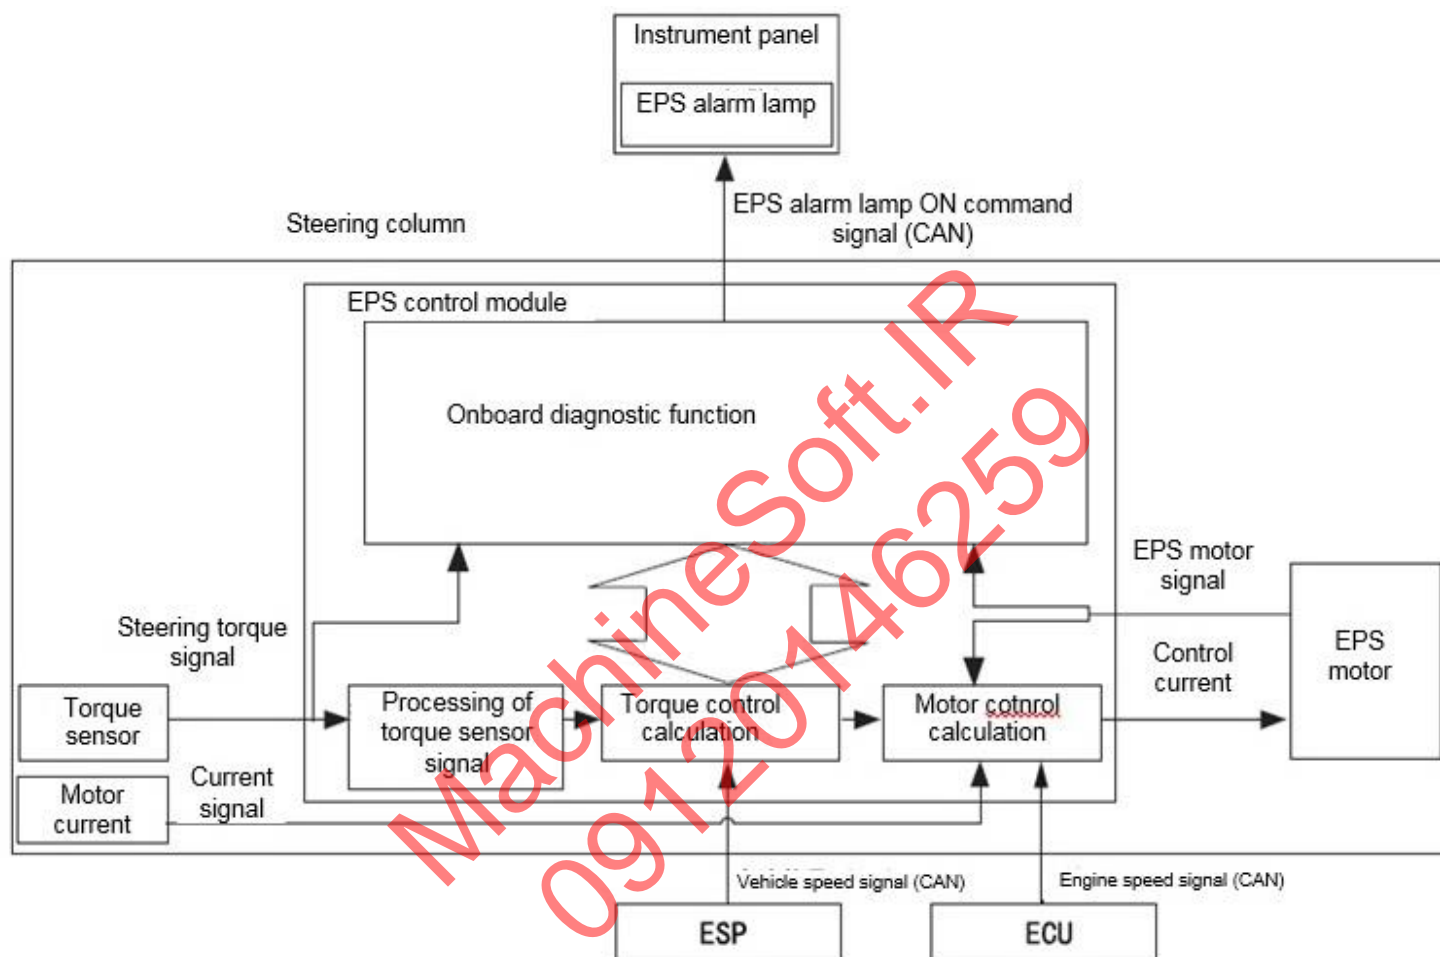 Instrument panel
EPS alarm lamp
EPS alarm lamp ON command
signal (CAN)
Steering column
EPS control module
Onboard diagnostic function
EPS motor
signal
Steering torque
signal
EPS
motor
Control
current
Torque
sensor
Processing of
torque sensor
signal
Torque control
calculation
Motor cotnrol
calculation
Current
signal
Motor
current
Vehicle speed signal (CAN)
Engine speed signal (CAN)
ESP
ECU
MachineSoft.IR
09120146259